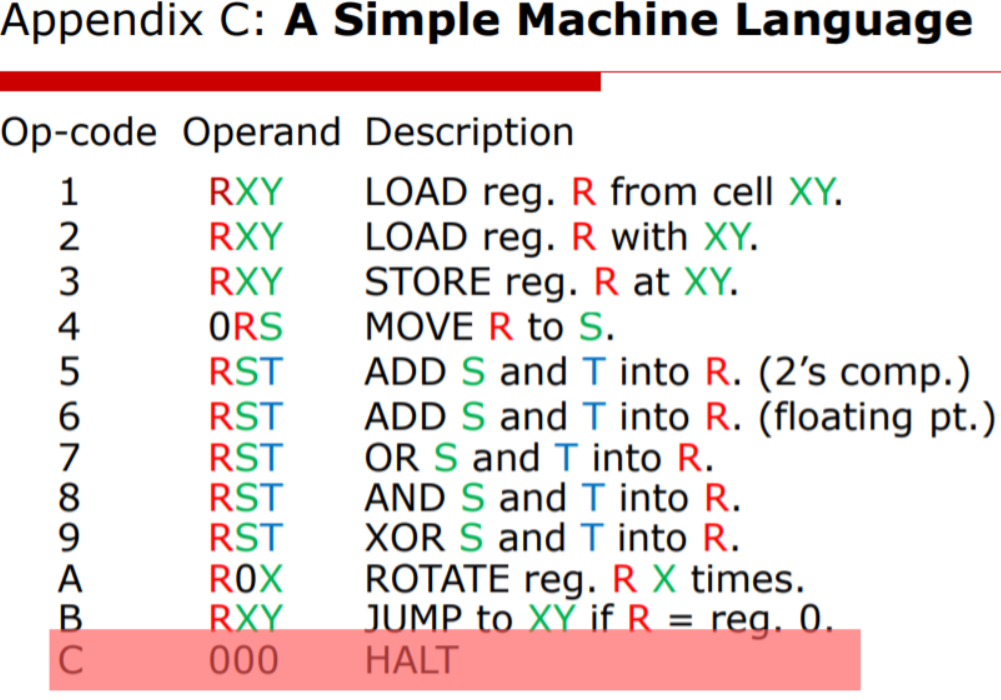 Appendix C: A Simple Machine Language
Op-code Operand Description
1 RXY LOAD reg. R from cell XY.
2 RXY LOAD reg. R with XY.
3 RXY STORE reg. R at XY.
4 0RS MOVE R to S.
5 RST ADD S and T into R. (2's comp.)
6 RST ADD S and T into R. (floating pt.)
7 RST OR S and T into R.
8 RST AND S and T into R.
9 RST XOR S and T into R.
A R0X ROTATE reg. R X times.
B RXY JUMP to XY if R = reg. 0.
C 000 HALT